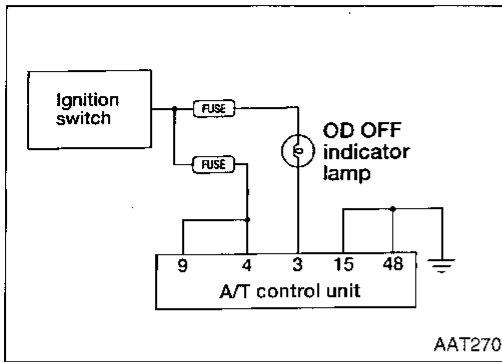 Ignition
switch
FUSE
OD OFF
indicator
lamp
FUSE
9 4 3 15 48
A/T control unit
AAT270